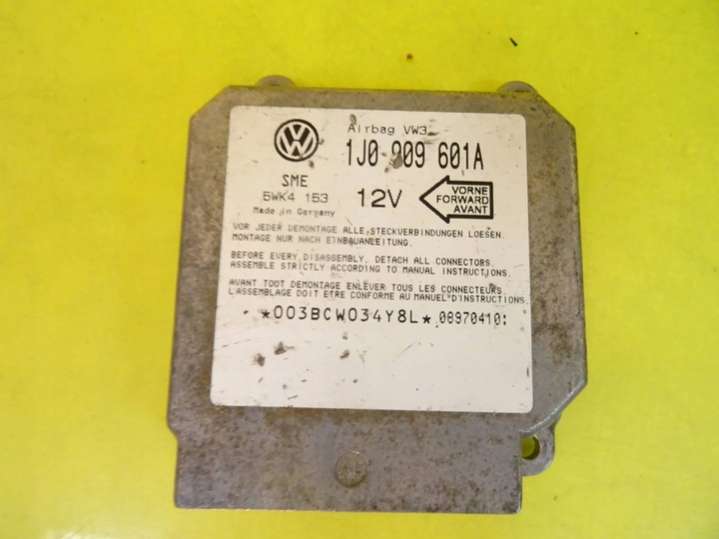 Airbag VW3
1J0 909 601A
SME
5WK4 153
Made in Germany
12V
VORNE
FORWARD
AVANT
VOR JEDER DEMONTAGE ALLE STECKVERBINDUNGEN LOESEN.
MONTAGE NUR NACH EINBAUANLEITUNG.
BEFORE EVERY DISASSEMBLY, DETACH ALL CONNECTORS.
ASSEMBLE STRICTLY ACCORDING TO MANUAL INSTRUCTIONS.
AVANT TOUT DEMONTAGE ENLEVER TOUS LES CONNECTEURS.
L'ASSEMBLAGE DOIT ETRE CONFORME AU MANUEL D'INSTRUCTIONS.
*003BCW034Y8L* 08970410: